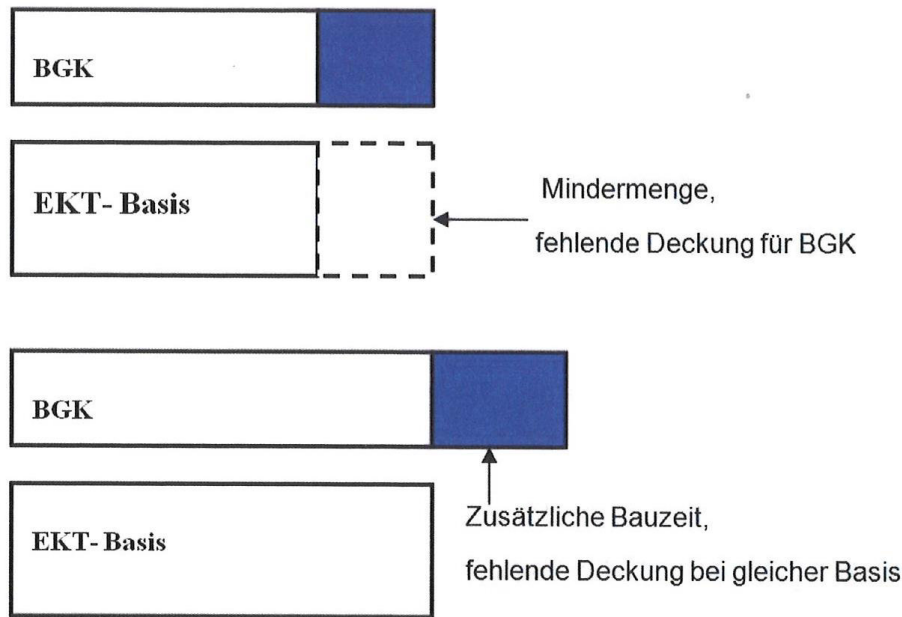 BGK
EKT- Basis
Mindermenge,
fehlende Deckung für BGK
BGK
EKT- Basis
Zusätzliche Bauzeit,
fehlende Deckung bei gleicher Basis